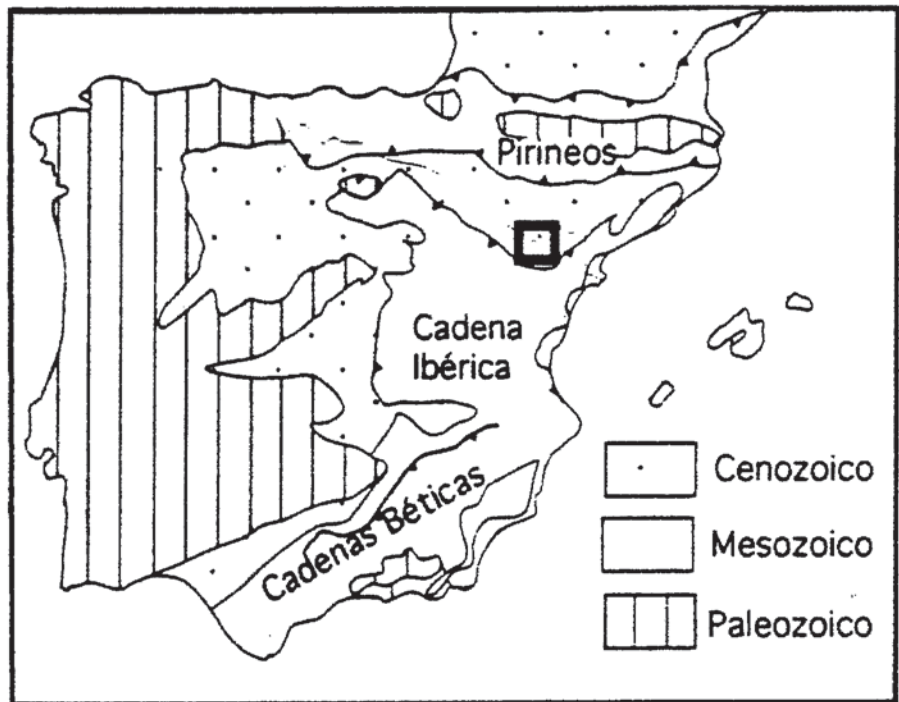 Pirineos
Cadena
Ibérica
Cadenas Béticas
Cenozoico
Mesozoico
Paleozoico